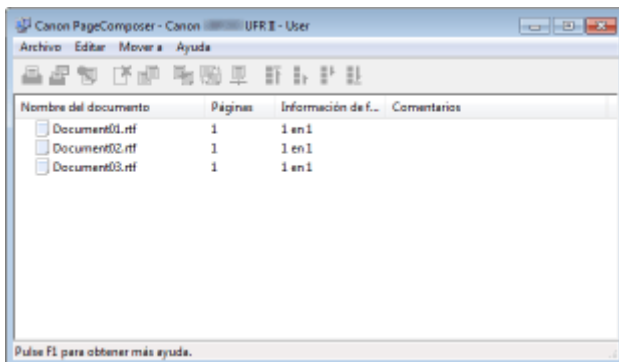 Canon PageComposer - Canon UFR II - User
Archivo Editar Mover a Ayuda
Nombre del documento Páginas Información de f... Comentarios
Document01.rtf 1 1 en 1
Document02.rtf 1 1 en 1
Document03.rtf 1 1 en 1
Pulse F1 para obtener más ayuda.